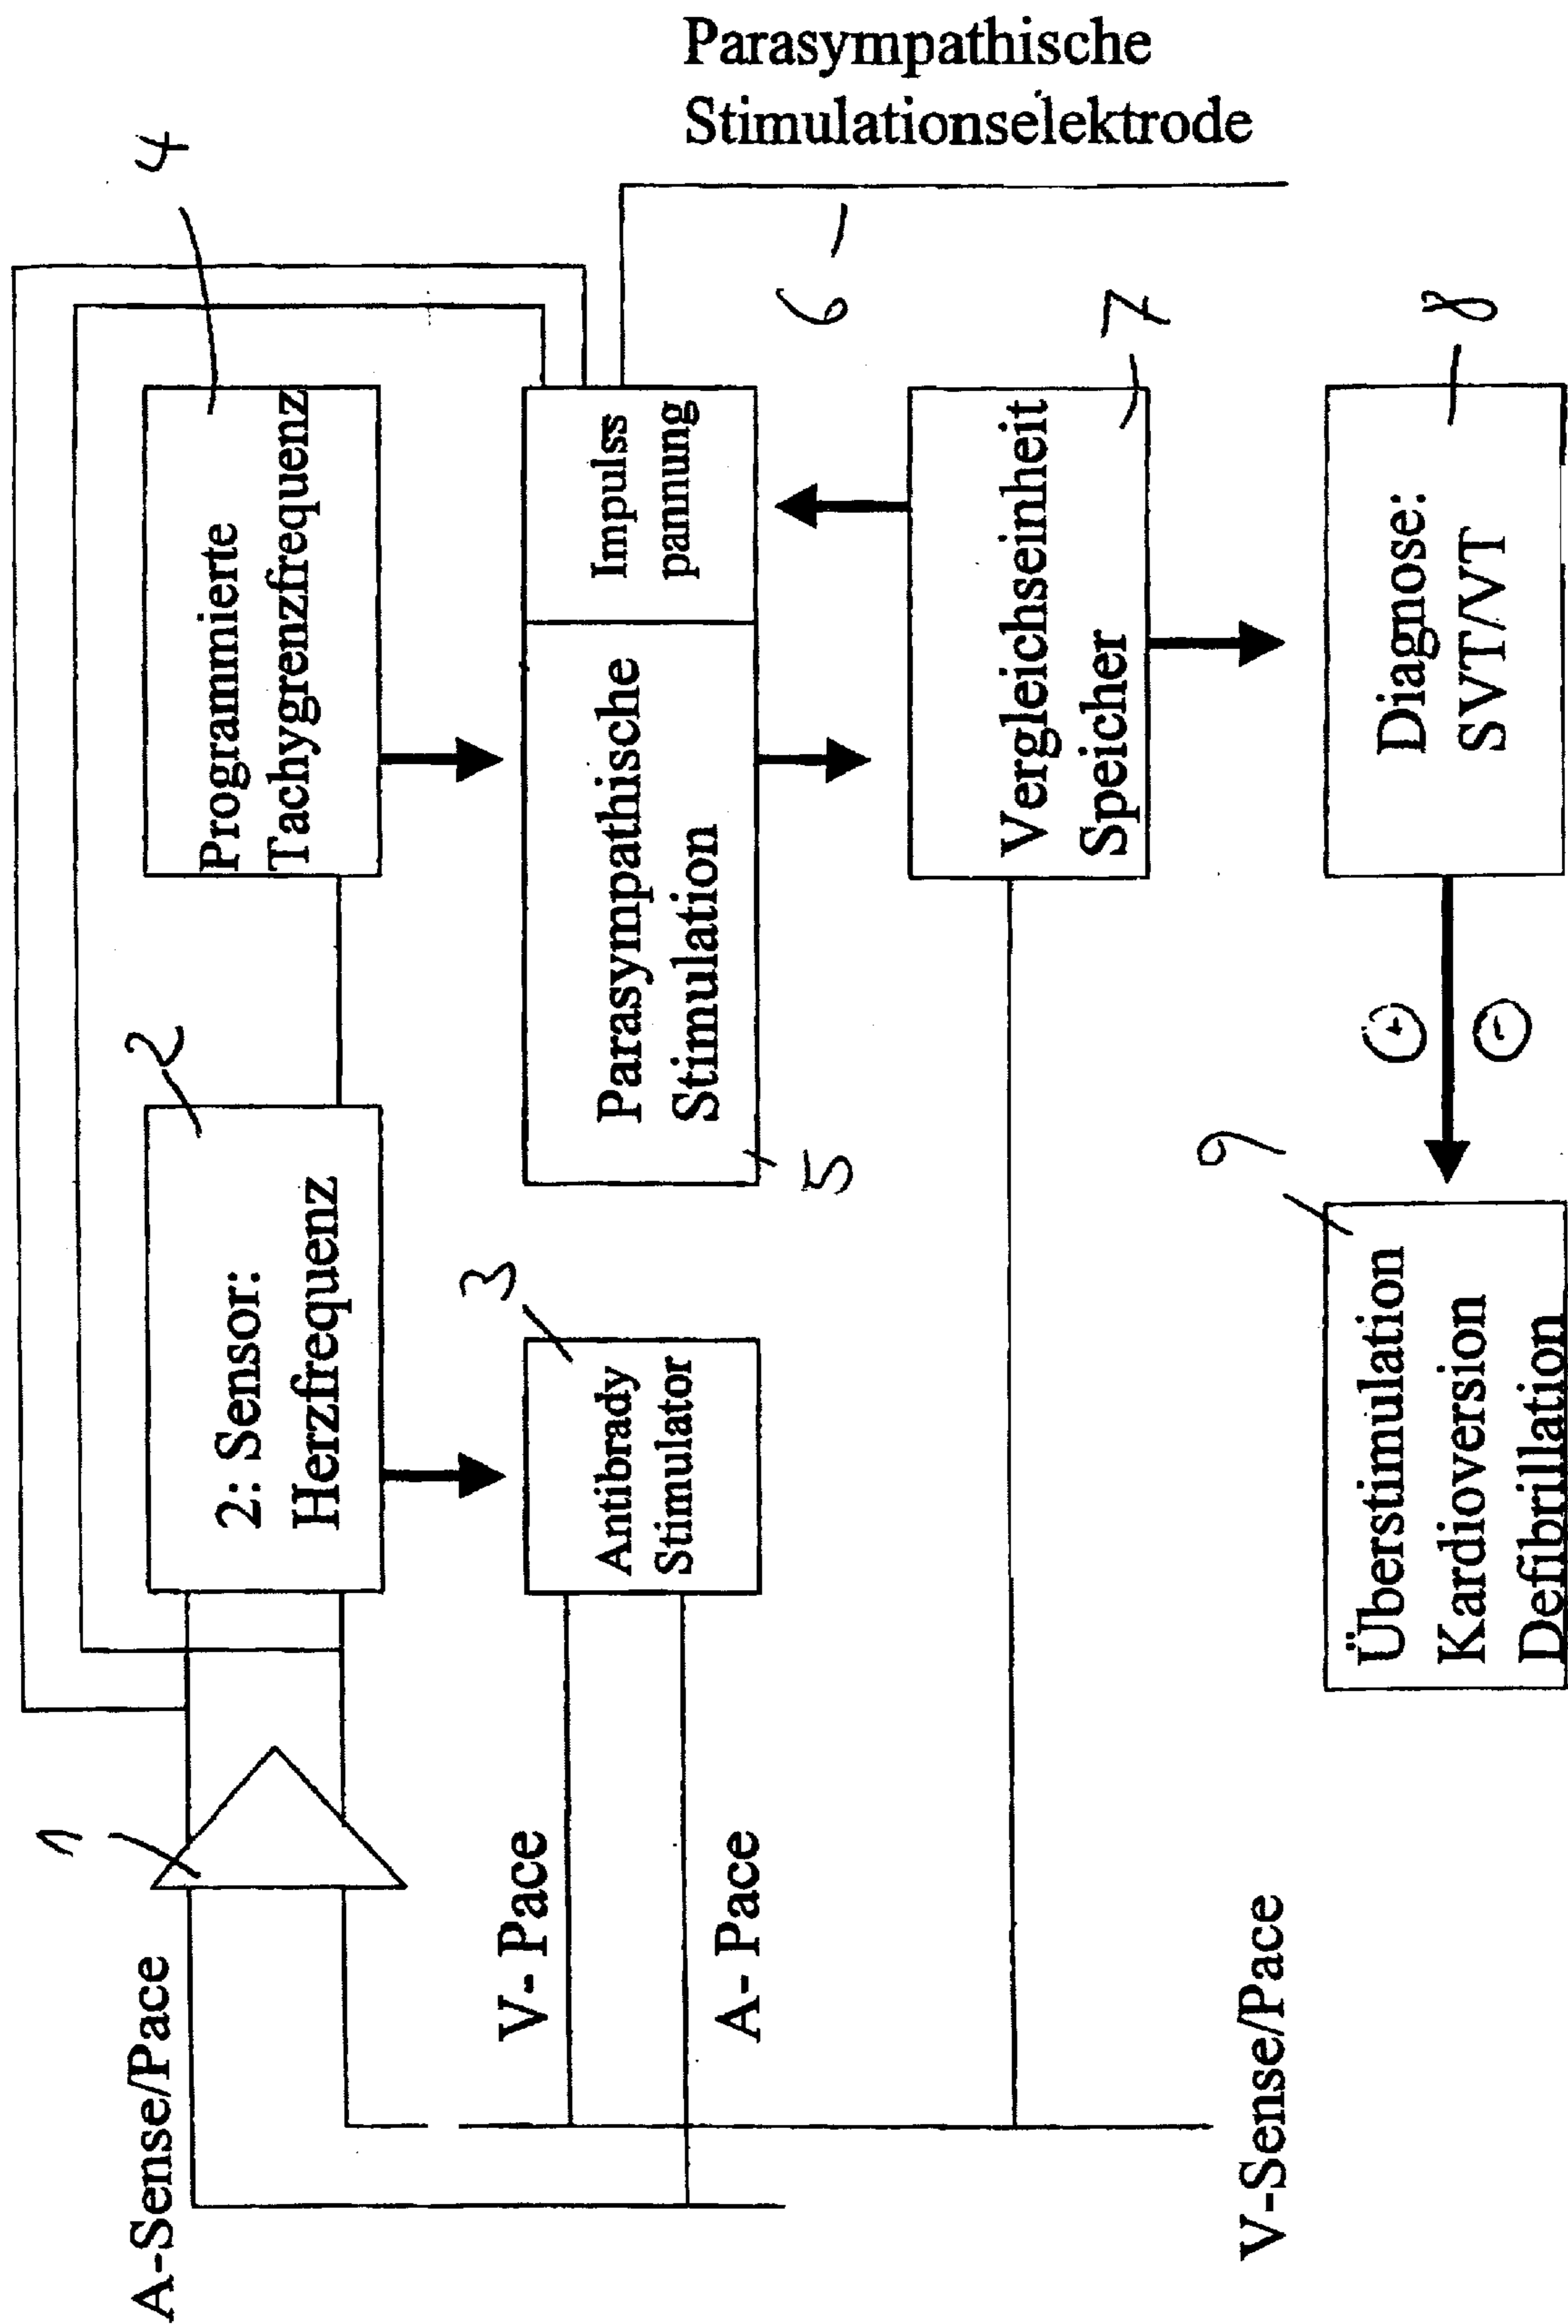 Parasympathische
Stimulationselektrode
4
Programmierte
Tachygrenzfrequenz
2
2: Sensor:
Herzfrequenz
1
A-Sense/Pace
6
Impulss
pannung
Parasympathische
Stimulation
5
3
Antibrady
Stimulator
V- Pace
A- Pace
7
Vergleichseinheit
Speicher
8
Diagnose:
SVT/VT
+
-
9
Überstimulation
Kardioversion
Defibrillation
V-Sense/Pace